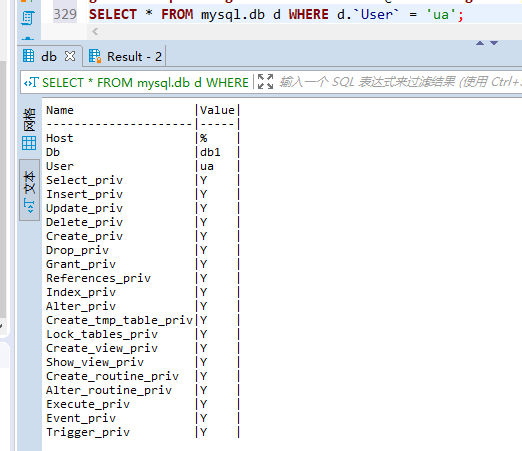 329 SELECT * FROM mysql.db d WHERE d.`User` = 'ua';
db Result - 2
SELECT * FROM mysql.db d WHERE 输入一个 SQL 表达式来过滤结果 (使用 Ctrl+
网格
文本
Name |Value|
---------------------|-----|
Host |% |
Db |db1 |
User |ua |
Select_priv |Y |
Insert_priv |Y |
Update_priv |Y |
Delete_priv |Y |
Create_priv |Y |
Drop_priv |Y |
Grant_priv |Y |
References_priv |Y |
Index_priv |Y |
Alter_priv |Y |
Create_tmp_table_priv|Y |
Lock_tables_priv |Y |
Create_view_priv |Y |
Show_view_priv |Y |
Create_routine_priv |Y |
Alter_routine_priv |Y |
Execute_priv |Y |
Event_priv |Y |
Trigger_priv |Y |